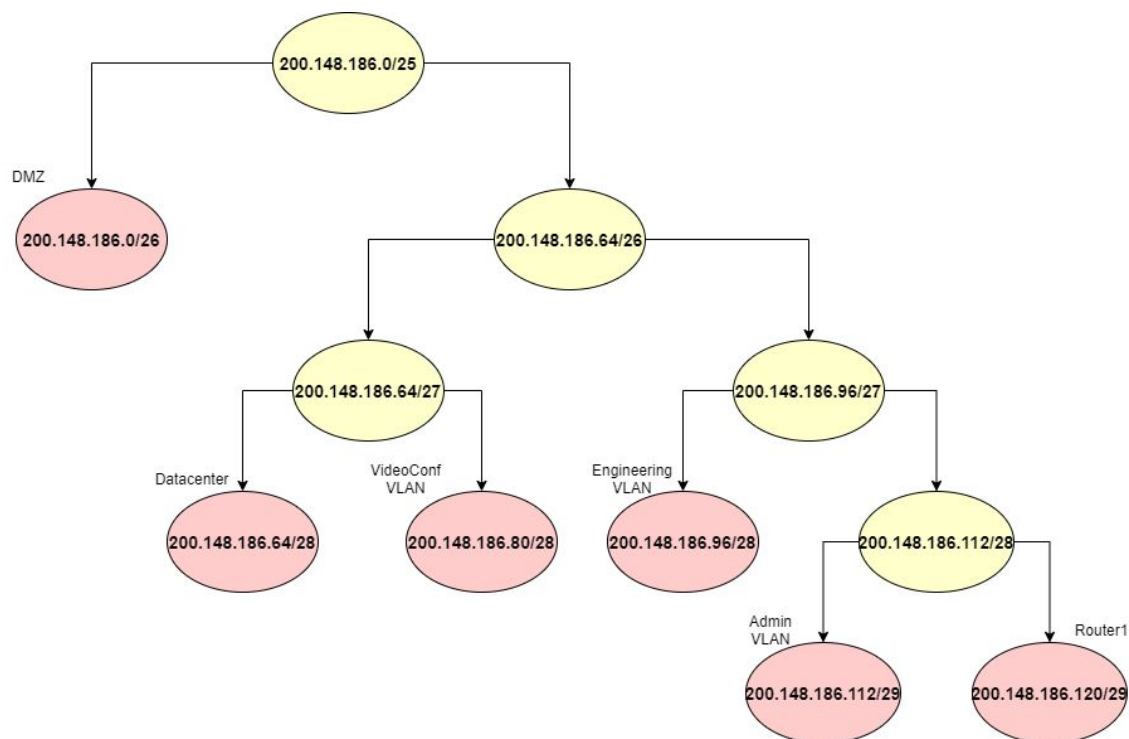 200.148.186.0/25
DMZ
200.148.186.0/26
200.148.186.64/26
200.148.186.64/27
200.148.186.96/27
Datacenter
VideoConf
VLAN
Engineering
VLAN
200.148.186.64/28
200.148.186.80/28
200.148.186.96/28
200.148.186.112/28
Admin
VLAN
Router1
200.148.186.112/29
200.148.186.120/29